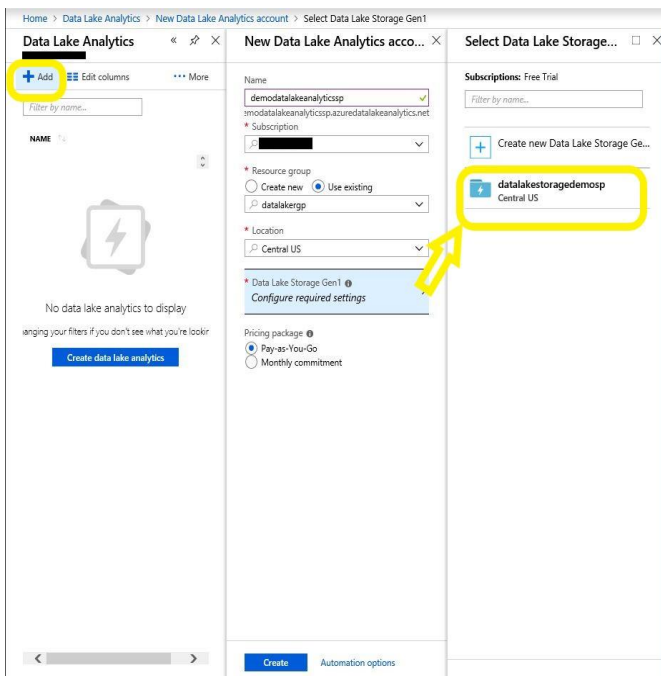 Home > Data Lake Analytics > New Data Lake Analytics account > Select Data Lake Storage Gen1
Data Lake Analytics
Add Edit columns ••• More
Filter by name...
NAME
No data lake analytics to display
anging your filters if you don't see what you're lookir
Create data lake analytics
New Data Lake Analytics acco...
Name
demodatalakeanalyticssp
emodatalakeanalyticssp.azuredatalakeanalytics.net
* Subscription
* Resource group
Create new Use existing
datalakergp
* Location
Central US
* Data Lake Storage Gen1
Configure required settings
Pricing package
Pay-as-You-Go
Monthly commitment
Create Automation options
Select Data Lake Storage...
Subscriptions: Free Trial
Filter by name...
Create new Data Lake Storage Ge...
datalakestoragedemosp
Central US